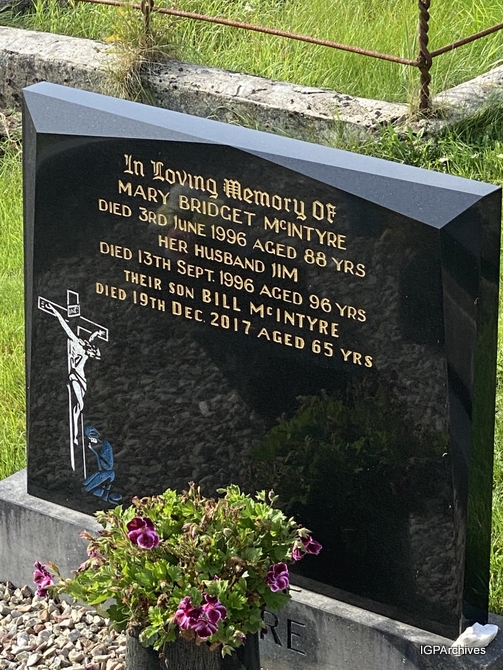 In Loving Memory Of
MARY BRIDGET McINTYRE
DIED 3RD JUNE 1996 AGED 88 YRS
HER HUSBAND JIM
DIED 13TH SEPT. 1996 AGED 96 YRS
THEIR SON BILL McINTYRE
DIED 19TH DEC. 2017 AGED 65 YRS
IGPArchives